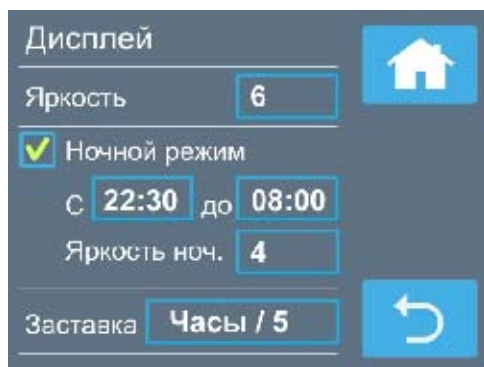 Дисплей
Яркость 6
Ночной режим
С 22:30 до 08:00
Яркость ноч. 4
Заставка Часы / 5